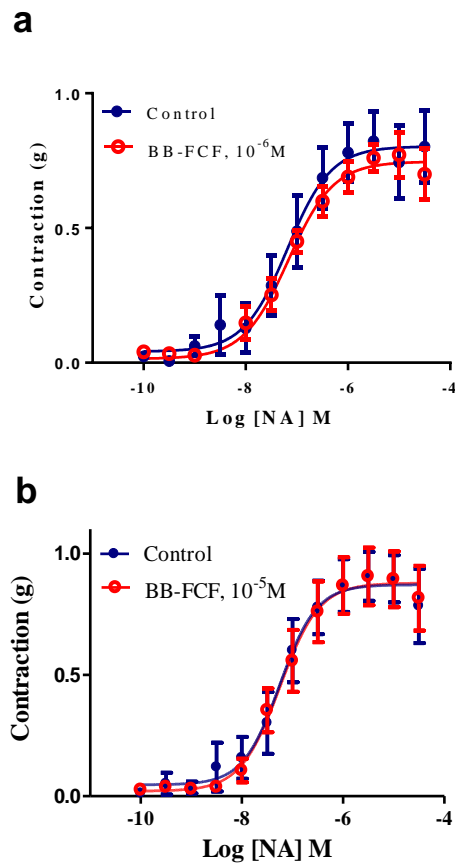 a
1.0
Control
BB-FCF, 10-6M
Contraction (g)
0.5
0.0
-10 -8 -6 -4
Log [NA] M
b
1.0
Control
BB-FCF, 10-5M
Contraction (g)
0.5
0.0
-10 -8 -6 -4
Log [NA] M